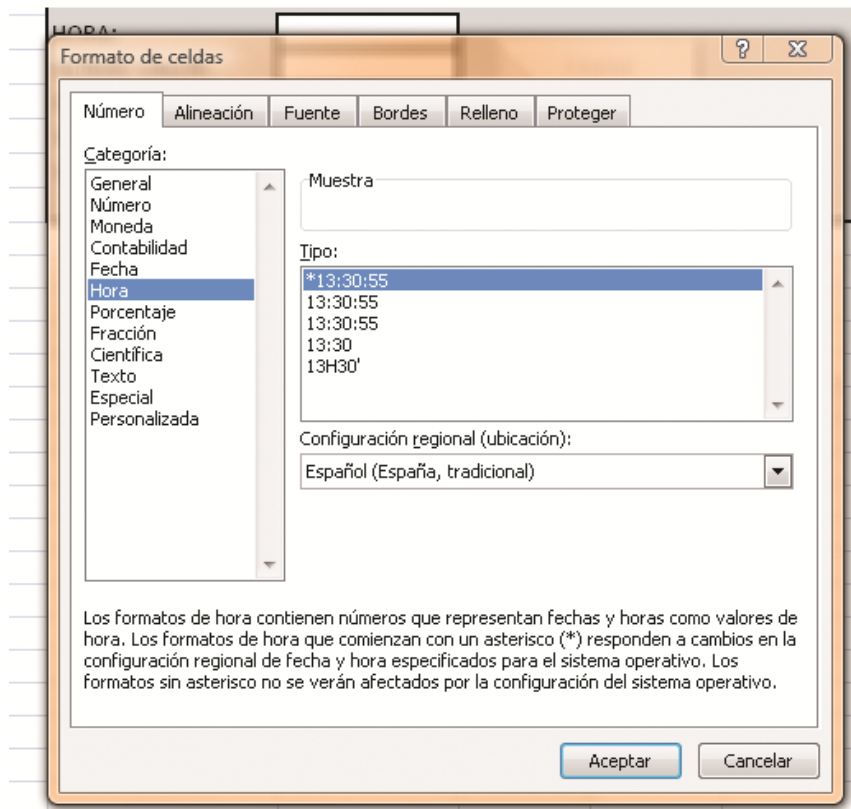 HORA:
Formato de celdas
Número Alineación Fuente Bordes Relleno Proteger
Categoría:
General
Número
Moneda
Contabilidad
Fecha
Hora
Porcentaje
Fracción
Científica
Texto
Especial
Personalizada
Muestra
Tipo:
*13:30:55
13:30:55
13:30:55
13:30
13H30'
Configuración regional (ubicación):
Español (España, tradicional)
Los formatos de hora contienen números que representan fechas y horas como valores de
hora. Los formatos de hora que comienzan con un asterisco (*) responden a cambios en la
configuración regional de fecha y hora especificados para el sistema operativo. Los
formatos sin asterisco no se verán afectados por la configuración del sistema operativo.
Aceptar Cancelar